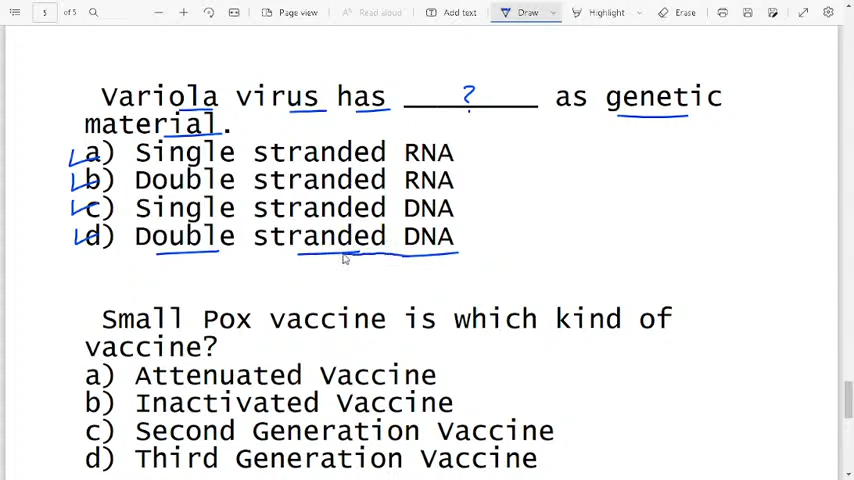 5 of 5 Page view Read aloud Add text Draw Highlight Erase
Variola virus has ________ as genetic
?
material.
a) Single stranded RNA
b) Double stranded RNA
c) Single stranded DNA
d) Double stranded DNA
Small Pox vaccine is which kind of
vaccine?
a) Attenuated Vaccine
b) Inactivated Vaccine
c) Second Generation Vaccine
d) Third Generation Vaccine